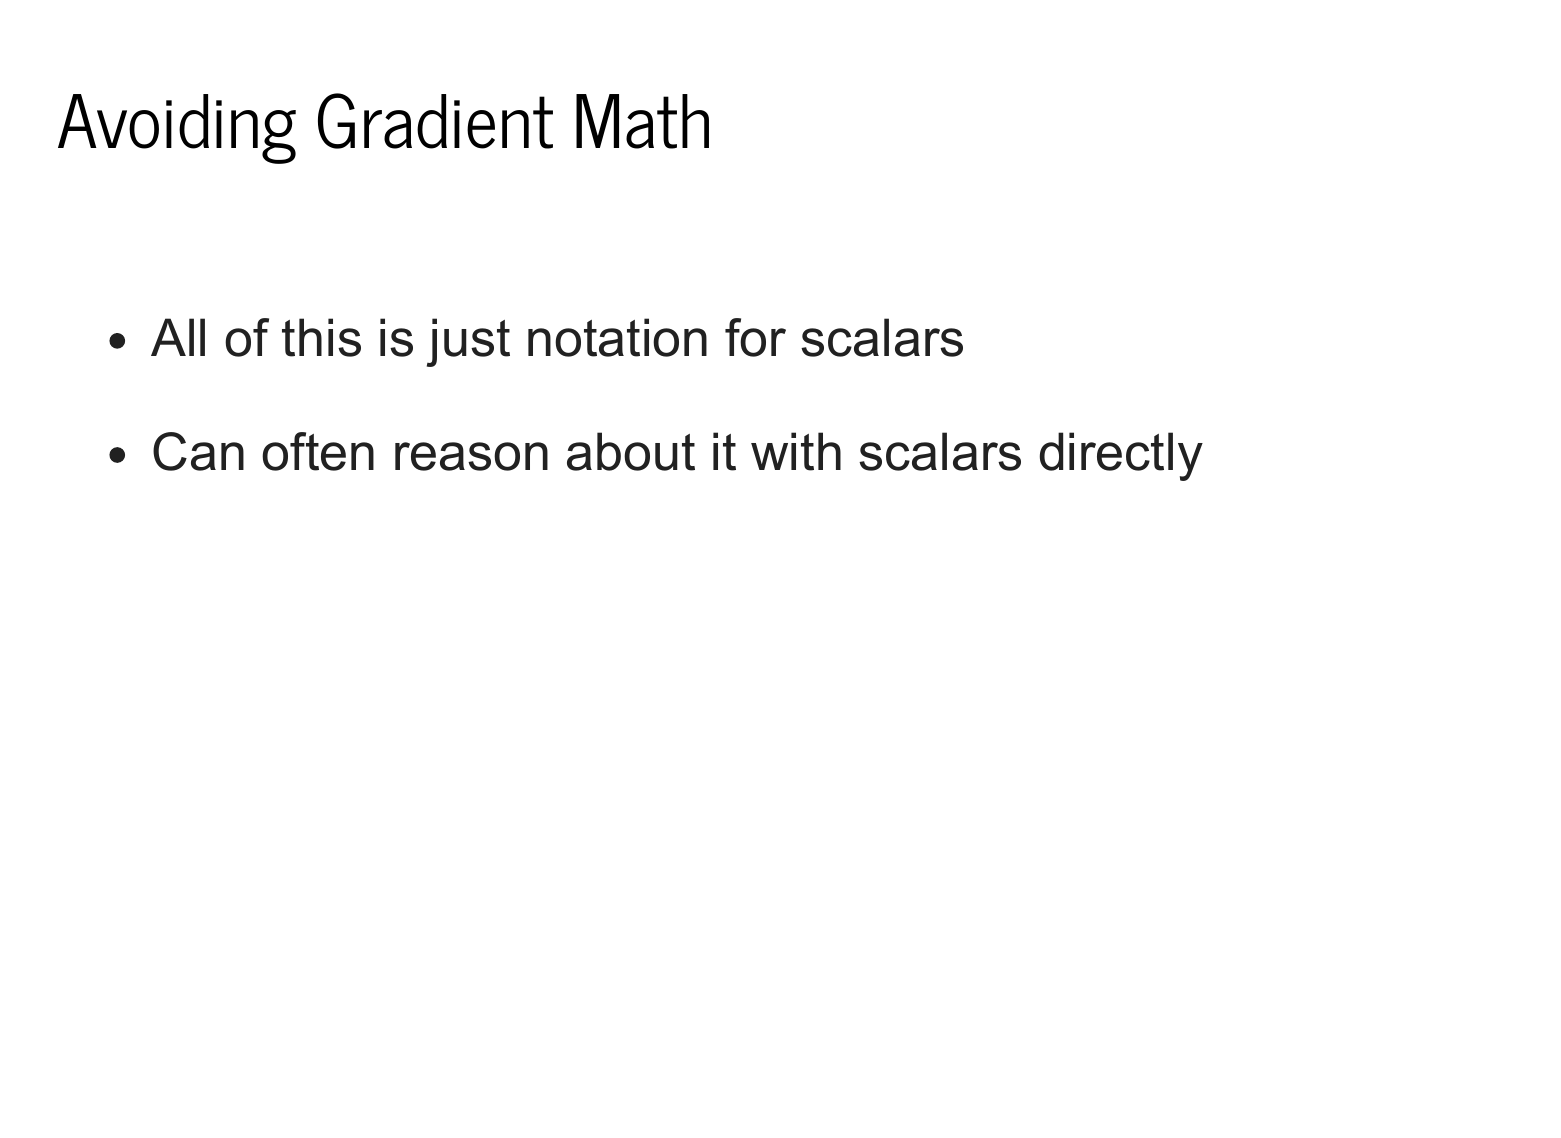 Avoiding Gradient Math
• All of this is just notation for scalars
• Can often reason about it with scalars directly